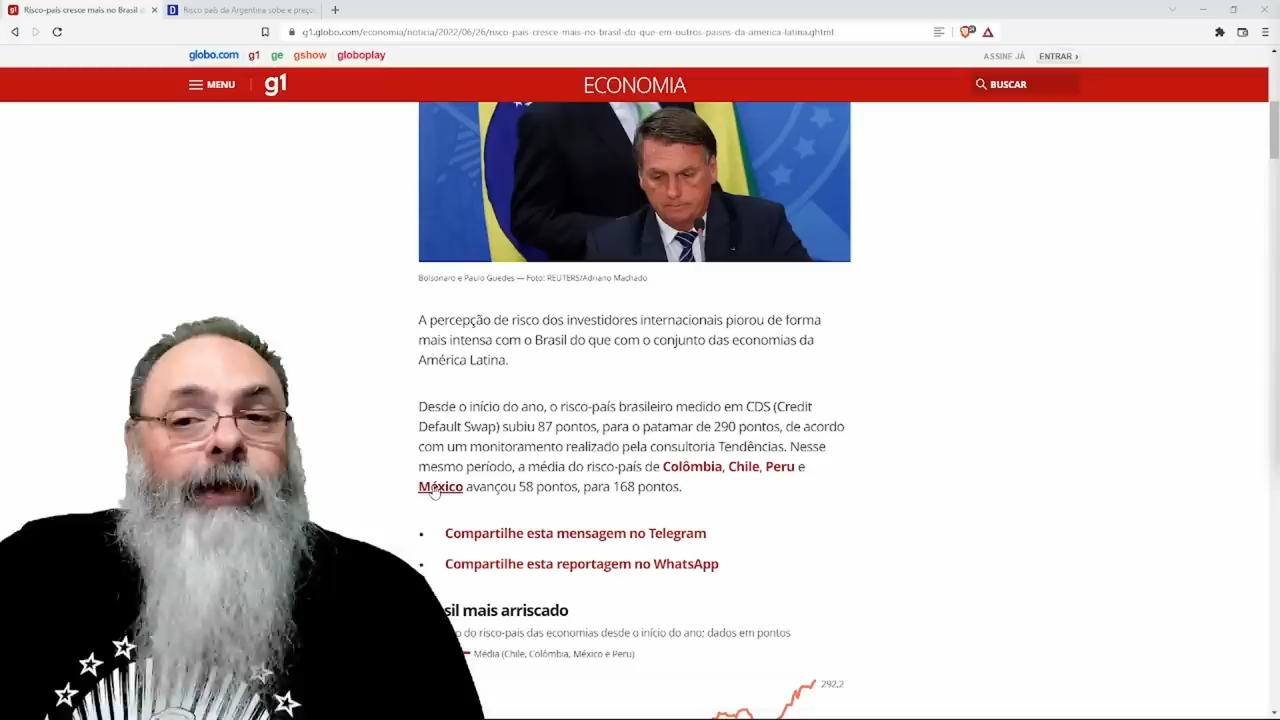 Risco-país cresce mais no Brasil d
Risco país da Argentina sobe e preço
g1.globo.com/economia/noticia/2022/06/26/risco-pais-cresce-mais-no-brasil-do-que-em-outros-paises-da-america-latina.ghtml
globo.com g1 ge gshow globoplay
ASSINE JÁ ENTRAR ›
MENU g1 ECONOMIA BUSCAR
Bolsonaro e Paulo Guedes — Foto: REUTERS/Adriano Machado
A percepção de risco dos investidores internacionais piorou de forma
mais intensa com o Brasil do que com o conjunto das economias da
América Latina.
Desde o início do ano, o risco-país brasileiro medido em CDS (Credit
Default Swap) subiu 87 pontos, para o patamar de 290 pontos, de acordo
com um monitoramento realizado pela consultoria Tendências. Nesse
mesmo período, a média do risco-país de Colômbia, Chile, Peru e
México avançou 58 pontos, para 168 pontos.
• Compartilhe esta mensagem no Telegram
• Compartilhe esta reportagem no WhatsApp
sil mais arriscado
o do risco-país das economias desde o início do ano; dados em pontos
Média (Chile, Colômbia, México e Peru)
292,2